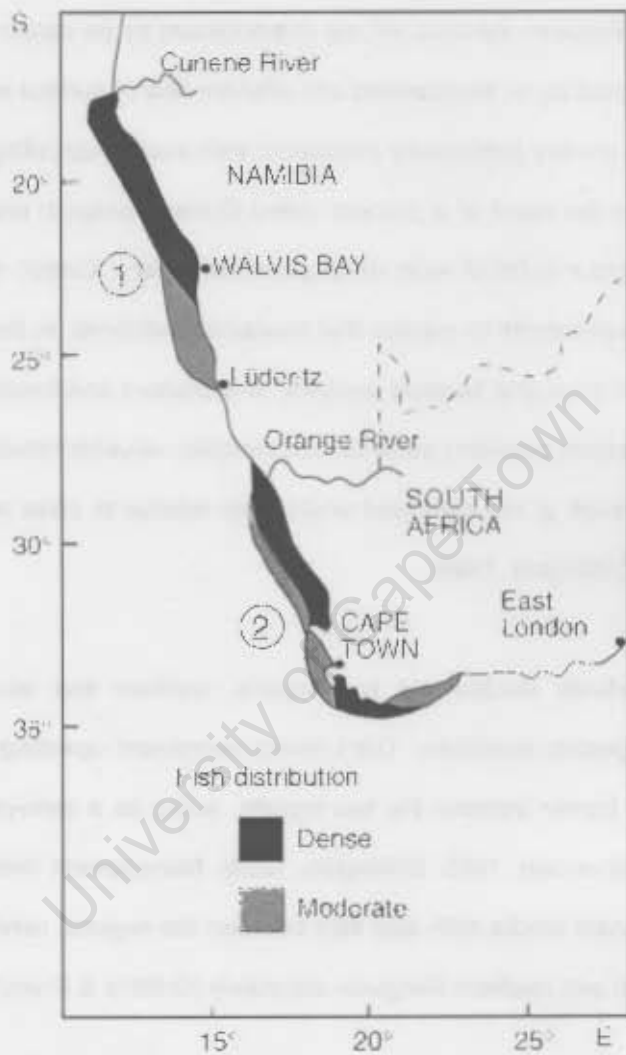 S
Cunene River
NAMIBIA
20°
1
WALVIS BAY
25°
Lüderitz
Orange River
SOUTH
AFRICA
30°
East
London
2
CAPE
TOWN
35°
Fish distribution
Dense
Moderate
15° 20° 25° E
University of Cape Town